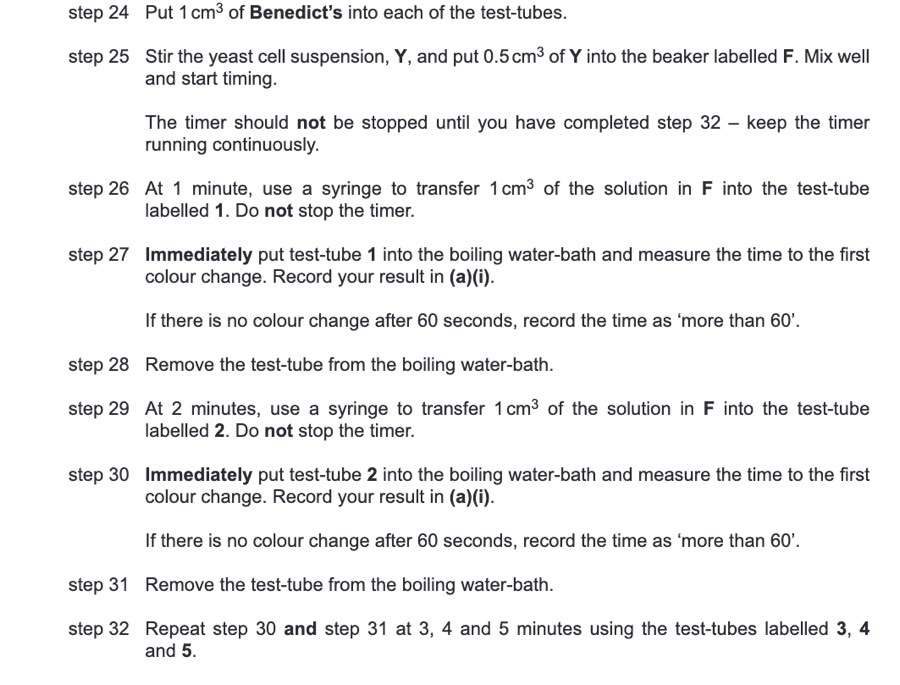 step 24 Put 1 cm³ of Benedict’s into each of the test-tubes.
step 25 Stir the yeast cell suspension, Y, and put 0.5 cm³ of Y into the beaker labelled F. Mix well
and start timing.
The timer should not be stopped until you have completed step 32 – keep the timer
running continuously.
step 26 At 1 minute, use a syringe to transfer 1 cm³ of the solution in F into the test-tube
labelled 1. Do not stop the timer.
step 27 Immediately put test-tube 1 into the boiling water-bath and measure the time to the first
colour change. Record your result in (a)(i).
If there is no colour change after 60 seconds, record the time as ‘more than 60’.
step 28 Remove the test-tube from the boiling water-bath.
step 29 At 2 minutes, use a syringe to transfer 1 cm³ of the solution in F into the test-tube
labelled 2. Do not stop the timer.
step 30 Immediately put test-tube 2 into the boiling water-bath and measure the time to the first
colour change. Record your result in (a)(i).
If there is no colour change after 60 seconds, record the time as ‘more than 60’.
step 31 Remove the test-tube from the boiling water-bath.
step 32 Repeat step 30 and step 31 at 3, 4 and 5 minutes using the test-tubes labelled 3, 4
and 5.